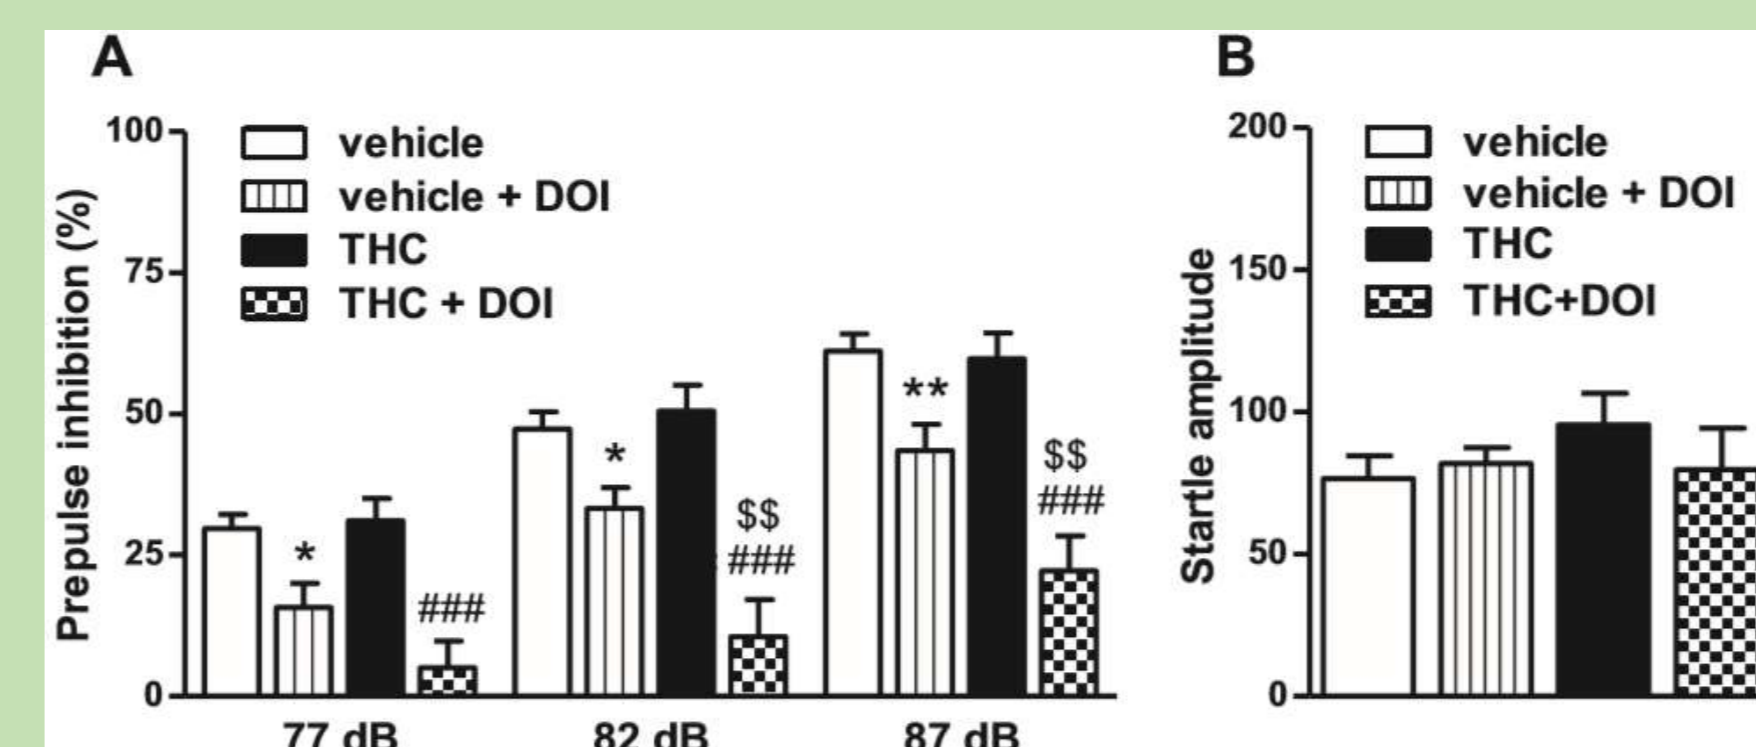 A
Prepulse inhibition (%)
100
75
50
25
0
vehicle
vehicle + DOI
THC
THC + DOI
*
###
*
$$
###
**
$$
###
77 dB
82 dB
87 dB
B
Startle amplitude
200
150
100
50
0
vehicle
vehicle + DOI
THC
THC+DOI